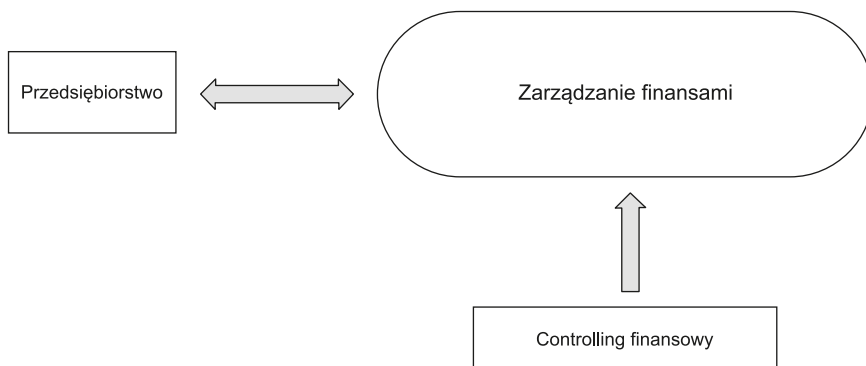 Przedsiębiorstwo
Zarządzanie finansami
Controlling finansowy